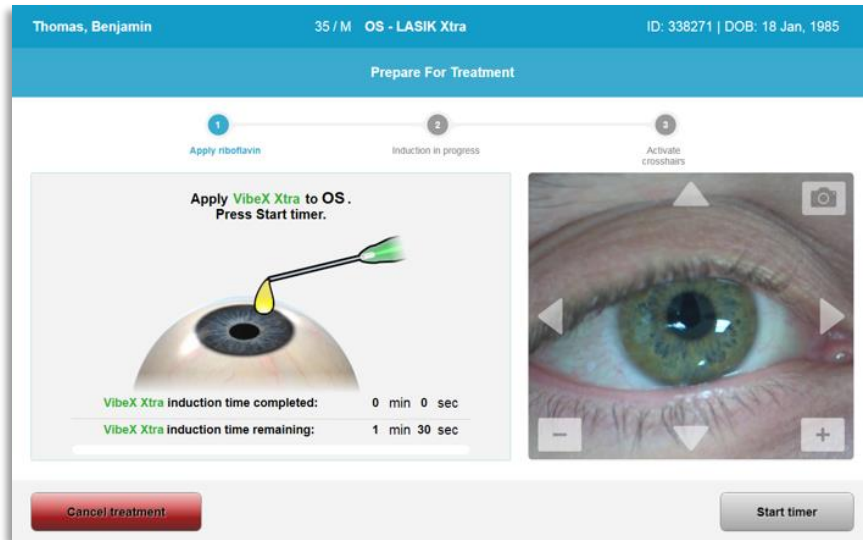 Thomas, Benjamin 35 / M OS - LASIK Xtra ID: 338271 | DOB: 18 Jan, 1985
Prepare For Treatment
1 2 3
Apply riboflavin Induction in progress Activate
crosshairs
Apply VibeX Xtra to OS.
Press Start timer.
VibeX Xtra induction time completed: 0 min 0 sec
VibeX Xtra induction time remaining: 1 min 30 sec
- +
Cancel treatment Start timer